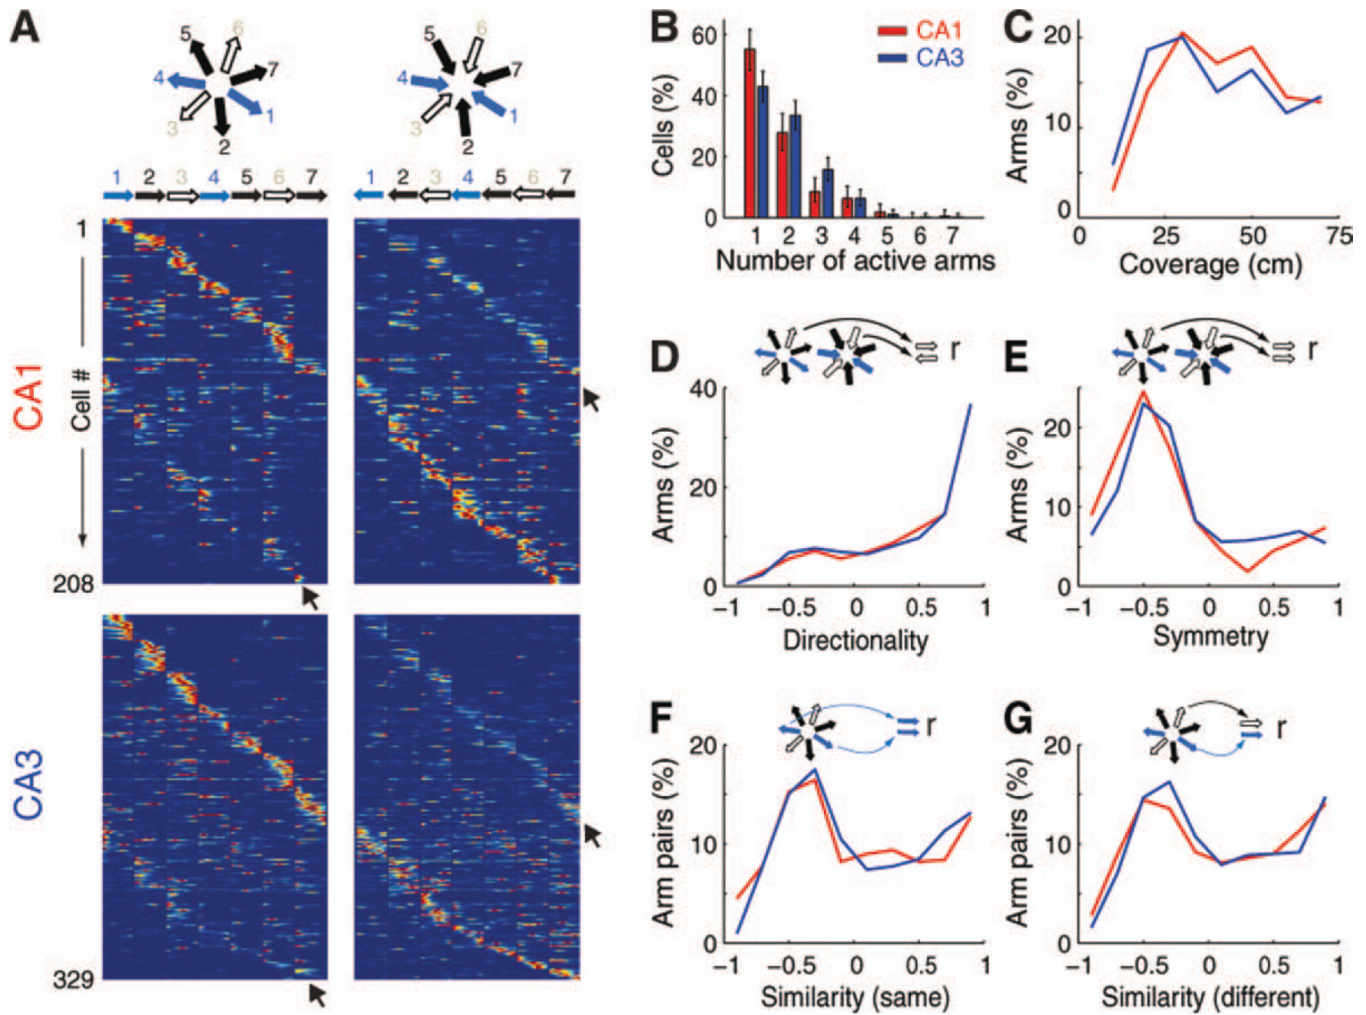 A
5
6
4
7
3
1
2
5
6
4
7
3
1
2
1 2 3 4 5 6 7
1 2 3 4 5 6 7
CA1
1
Cell #
208
CA3
329
B
CA1
CA3
Cells (%)
60
40
20
0
1 2 3 4 5 6 7
Number of active arms
C
Arms (%)
20
10
0
0 25 50 75
Coverage (cm)
D
r
Arms (%)
40
20
0
−1 −0.5 0 0.5 1
Directionality
E
r
Arms (%)
20
10
0
−1 −0.5 0 0.5 1
Symmetry
F
r
Arm pairs (%)
20
10
0
−1 −0.5 0 0.5 1
Similarity (same)
G
r
Arm pairs (%)
20
10
0
−1 −0.5 0 0.5 1
Similarity (different)